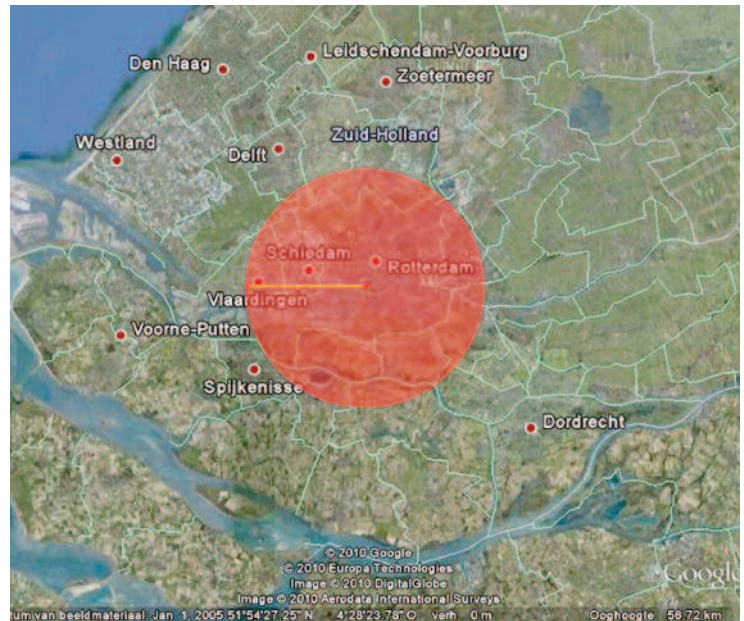 Leidschendam-Voorburg
Den Haag
Zoetermeer
Zuid-Holland
Westland
Delft
Schiedam
Rotterdam
Vlaardingen
Voorne-Putten
Spijkenisse
Dordrecht
© 2010 Google
© 2010 Europa Technologies
Image © 2010 DigitalGlobe
Image © 2010 Aerodata International Surveys
Google
tum van beeldmateriaal: Jan 1, 2005 51°54'27.25" N 4°28'23.78" O verh 0 m Ooghoogte 56.72 km